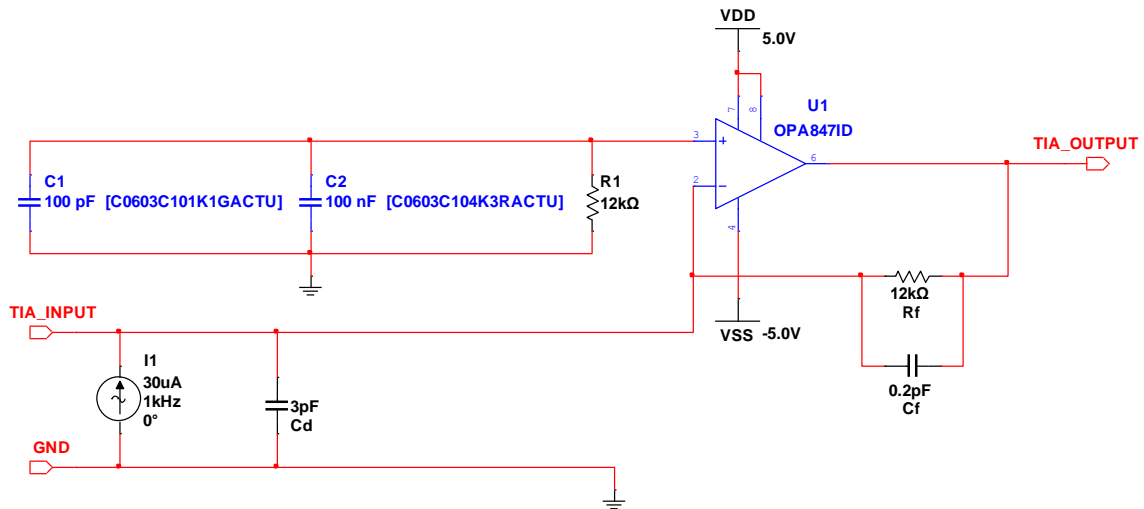 VDD
5.0V
U1
OPA847ID
7
8
3
2
6
4
TIA_OUTPUT
C1
100 pF [C0603C101K1GACTU]
C2
100 nF [C0603C104K3RACTU]
R1
12kΩ
12kΩ
Rf
TIA_INPUT
VSS
-5.0V
I1
30uA
1kHz
0°
3pF
Cd
0.2pF
Cf
GND